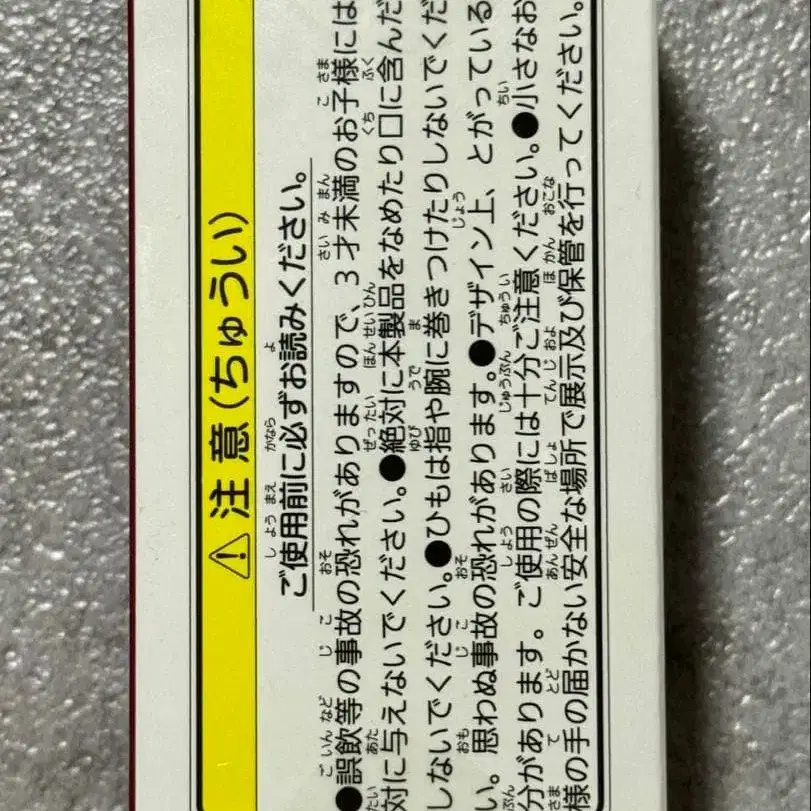 ⚠注意(ちゅうい)
ご使用前に必ずお読みください。
●誤飲等の事故の恐れがありますので、3才未満のお子様には
対に与えないでください。●絶対に本製品をなめたり口に含んだ
しないでください。●ひもは指や腕に巻きつけたりしないでくだ
い。思わぬ事故の恐れがあります。●デザイン上、とがっている
分があります。ご使用の際には十分ご注意ください。●小さなお
様の手の届かない安全な場所で展示及び保管を行ってください。